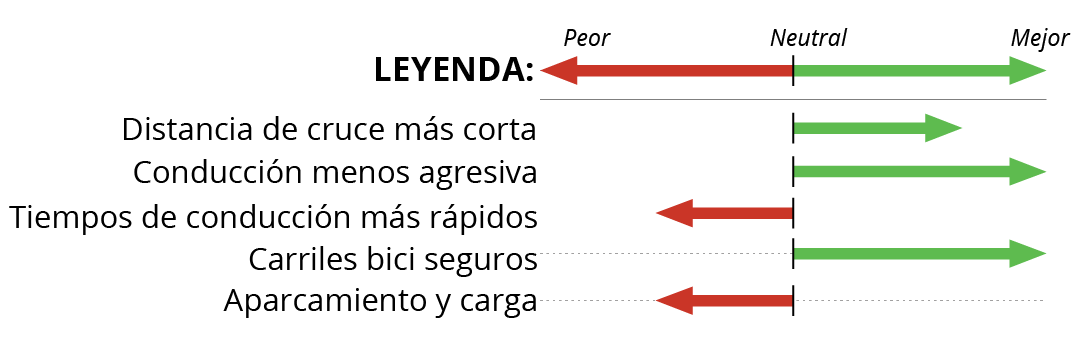 Peor Neutral Mejor
LEYENDA:
Distancia de cruce más corta
Conducción menos agresiva
Tiempos de conducción más rápidos
Carriles bici seguros
Aparcamiento y carga